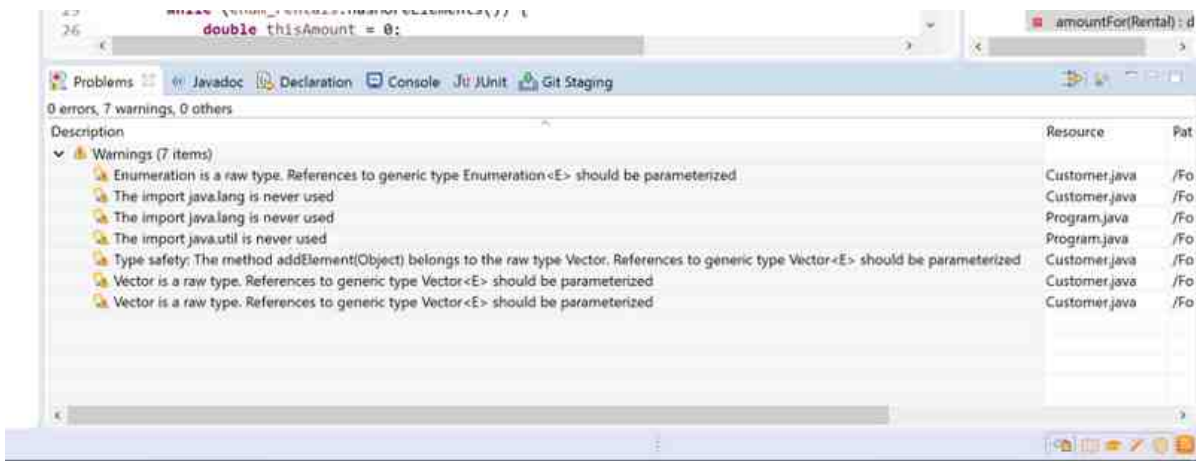 25 while (enum_rentals.hasMoreElements()) {
26 double thisAmount = 0;
amountFor(Rental) : d
Problems Javadoc Declaration Console JUnit Git Staging
0 errors, 7 warnings, 0 others
Description Resource Pat
Warnings (7 items)
Enumeration is a raw type. References to generic type Enumeration<E> should be parameterized Customer.java /Fo
The import java.lang is never used Customer.java /Fo
The import java.lang is never used Program.java /Fo
The import java.util is never used Program.java /Fo
Type safety: The method addElement(Object) belongs to the raw type Vector. References to generic type Vector<E> should be parameterized Customer.java /Fo
Vector is a raw type. References to generic type Vector<E> should be parameterized Customer.java /Fo
Vector is a raw type. References to generic type Vector<E> should be parameterized Customer.java /Fo